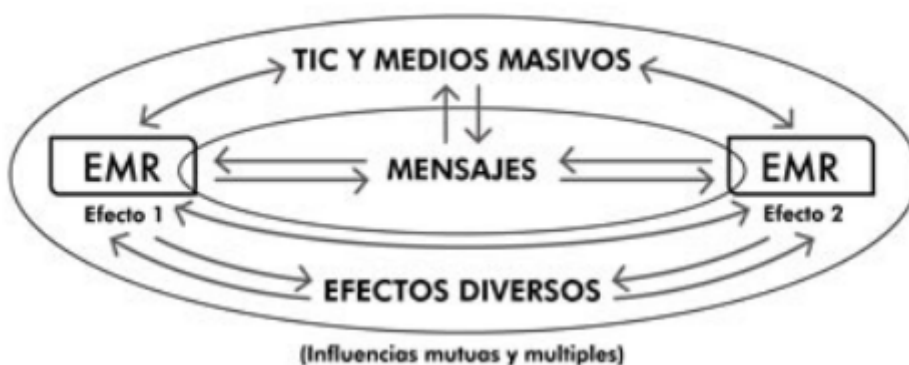 TIC Y MEDIOS MASIVOS
EMR
MENSAJES
EMR
Efecto 1
Efecto 2
EFECTOS DIVERSOS
(Influencias mutuas y multiples)